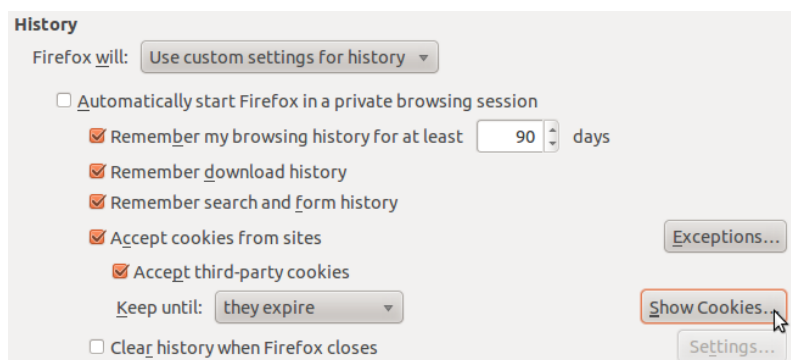 History
Firefox will: Use custom settings for history
Automatically start Firefox in a private browsing session
Remember my browsing history for at least 90 days
Remember download history
Remember search and form history
Accept cookies from sites Exceptions...
Accept third-party cookies
Keep until: they expire Show Cookies...
Clear history when Firefox closes Settings...